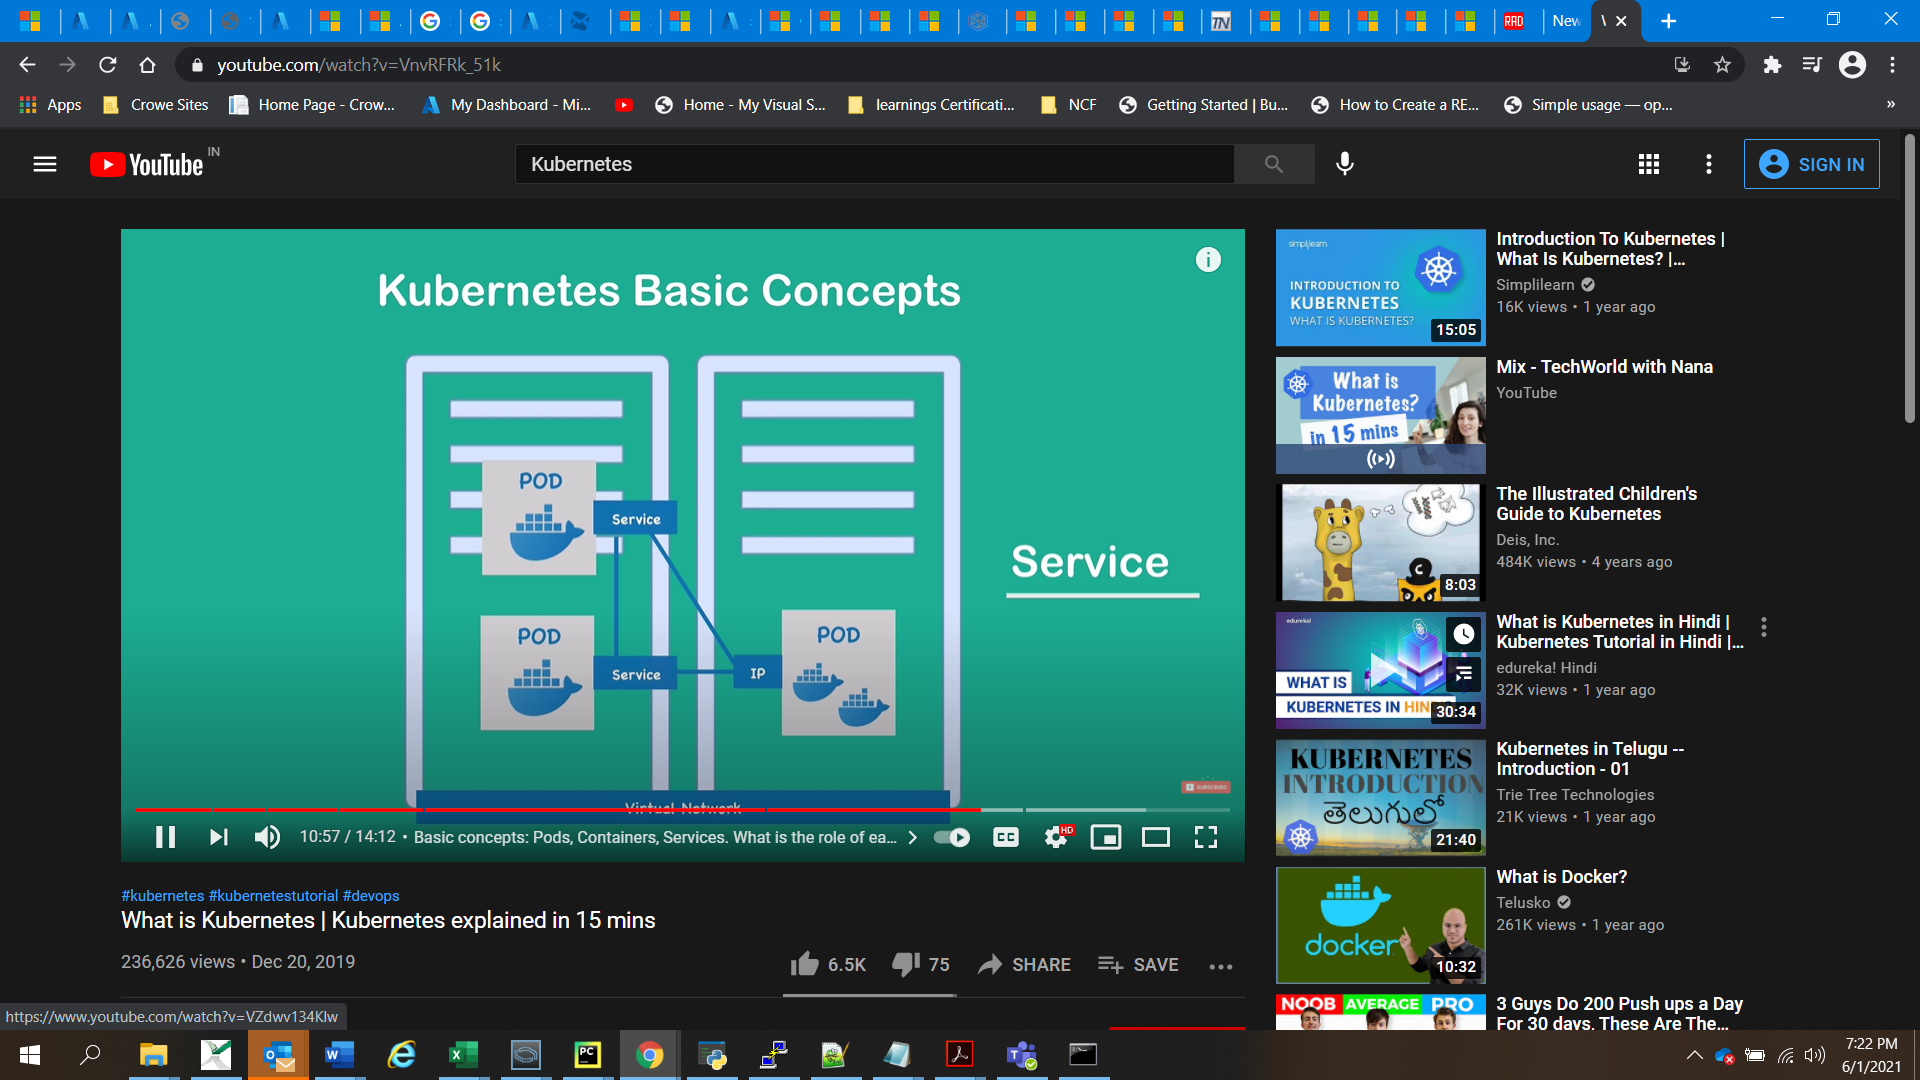 youtube.com/watch?v=VnvRFRk_51k
Apps
Crowe Sites
Home Page - Crow...
My Dashboard - Mi...
Home - My Visual S...
learnings Certificati...
NCF
Getting Started | Bu...
How to Create a RE...
Simple usage — op...
»
YouTube IN
Kubernetes
SIGN IN
Kubernetes Basic Concepts
POD
Service
Service
POD
Service
IP
POD
Virtual Network
SUBSCRIBE
10:57 / 14:12 • Basic concepts: Pods, Containers, Services. What is the role of ea...
CC
HD
#kubernetes #kubernetestutorial #devops
What is Kubernetes | Kubernetes explained in 15 mins
236,626 views • Dec 20, 2019
6.5K
75
SHARE
SAVE
simplilearn
INTRODUCTION TO
KUBERNETES
WHAT IS KUBERNETES?
15:05
Introduction To Kubernetes |
What Is Kubernetes? |...
Simplilearn
16K views • 1 year ago
What is
Kubernetes?
in 15 mins
Mix - TechWorld with Nana
YouTube
C
8:03
The Illustrated Children's
Guide to Kubernetes
Deis, Inc.
484K views • 4 years ago
edureka!
WHAT IS
KUBERNETES IN HIN
30:34
What is Kubernetes in Hindi |
Kubernetes Tutorial in Hindi |...
edureka! Hindi
32K views • 1 year ago
KUBERNETES
INTRODUCTION
తెలుగులో
21:40
Kubernetes in Telugu --
Introduction - 01
Trie Tree Technologies
21K views • 1 year ago
docker
10:32
What is Docker?
Telusko
261K views • 1 year ago
NOOB AVERAGE PRO
3 Guys Do 200 Push ups a Day
For 30 days, These Are The...
https://www.youtube.com/watch?v=VZdwv134KIw
7:22 PM
6/1/2021